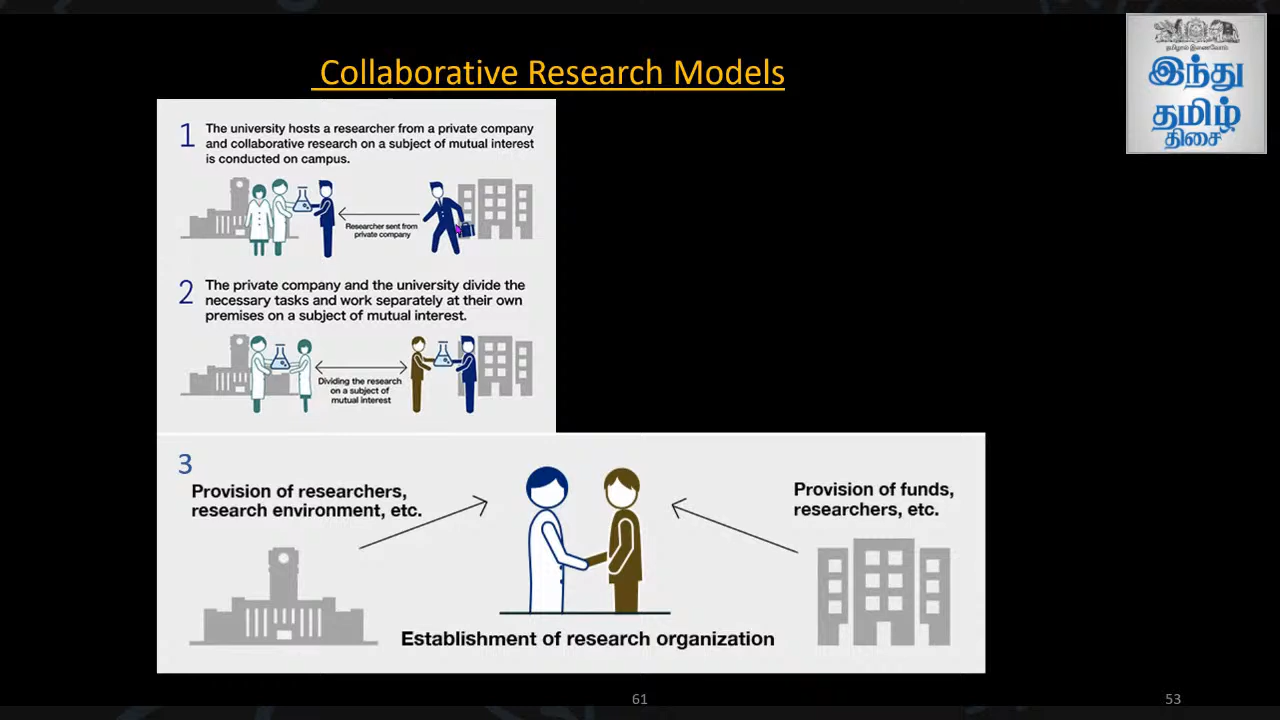 Collaborative Research Models
தமிழால் இணைவோம்
இந்து
தமிழ்
திசை
1
The university hosts a researcher from a private company
and collaborative research on a subject of mutual interest
is conducted on campus.
Researcher sent from
private company
2
The private company and the university divide the
necessary tasks and work separately at their own
premises on a subject of mutual interest.
Dividing the research
on a subject of
mutual interest
3
Provision of researchers,
research environment, etc.
Provision of funds,
researchers, etc.
Establishment of research organization
61
53